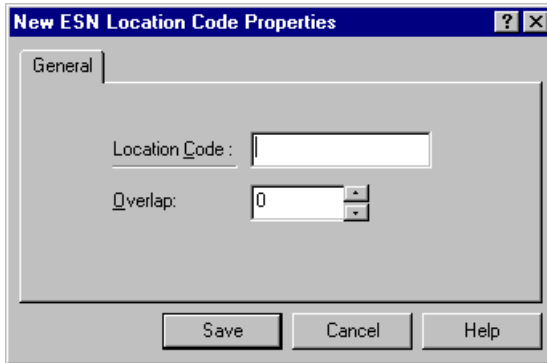 New ESN Location Code Properties
General
Location Code :
Overlap: 0
Save Cancel Help